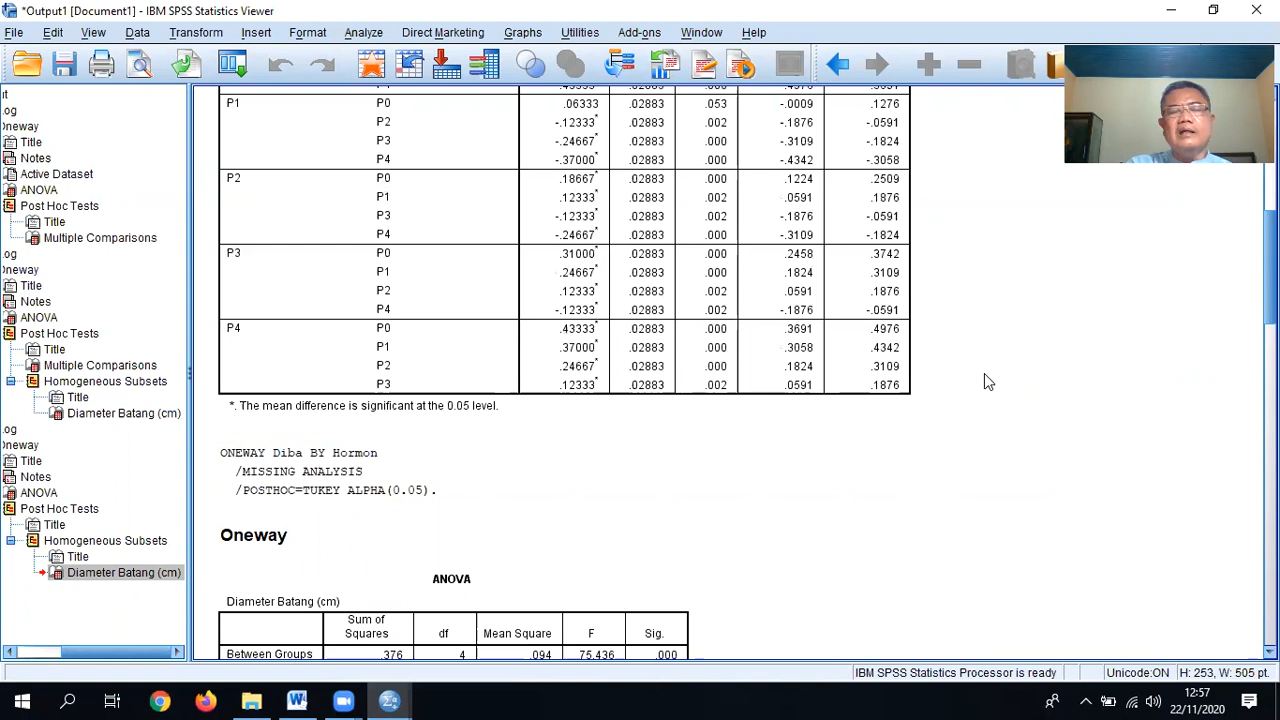 *Output1 [Document1] - IBM SPSS Statistics Viewer
File Edit View Data Transform Insert Format Analyze Direct Marketing Graphs Utilities Add-ons Window Help
P1 P0 .06333 .02883 .053 -.0009 .1276
P2 -.12333* .02883 .002 -.1876 -.0591
P3 -.24667* .02883 .000 -.3109 -.1824
P4 -.37000* .02883 .000 -.4342 -.3058
P2 P0 .18667* .02883 .000 .1224 .2509
P1 .12333* .02883 .002 .0591 .1876
P3 -.12333* .02883 .002 -.1876 -.0591
P4 -.24667* .02883 .000 -.3109 -.1824
P3 P0 .31000* .02883 .000 .2458 .3742
P1 .24667* .02883 .000 .1824 .3109
P2 .12333* .02883 .002 .0591 .1876
P4 -.12333* .02883 .002 -.1876 -.0591
P4 P0 .43333* .02883 .000 .3691 .4976
P1 .37000* .02883 .000 .3058 .4342
P2 .24667* .02883 .000 .1824 .3109
P3 .12333* .02883 .002 .0591 .1876
*. The mean difference is significant at the 0.05 level.
ONEWAY Diba BY Hormon
/MISSING ANALYSIS
/POSTHOC=TUKEY ALPHA(0.05).
Oneway
ANOVA
Diameter Batang (cm)
Sum of Squares df Mean Square F Sig.
Between Groups .376 4 .094 75.436 .000
ut
og
Oneway
Title
Notes
Active Dataset
ANOVA
Post Hoc Tests
Title
Multiple Comparisons
og
Oneway
Title
Notes
ANOVA
Post Hoc Tests
Title
Multiple Comparisons
Homogeneous Subsets
Title
Diameter Batang (cm)
Log
Oneway
Title
Notes
ANOVA
Post Hoc Tests
Title
Homogeneous Subsets
Title
Diameter Batang (cm)
IBM SPSS Statistics Processor is ready Unicode:ON H: 253, W: 505 pt.
12:57
22/11/2020